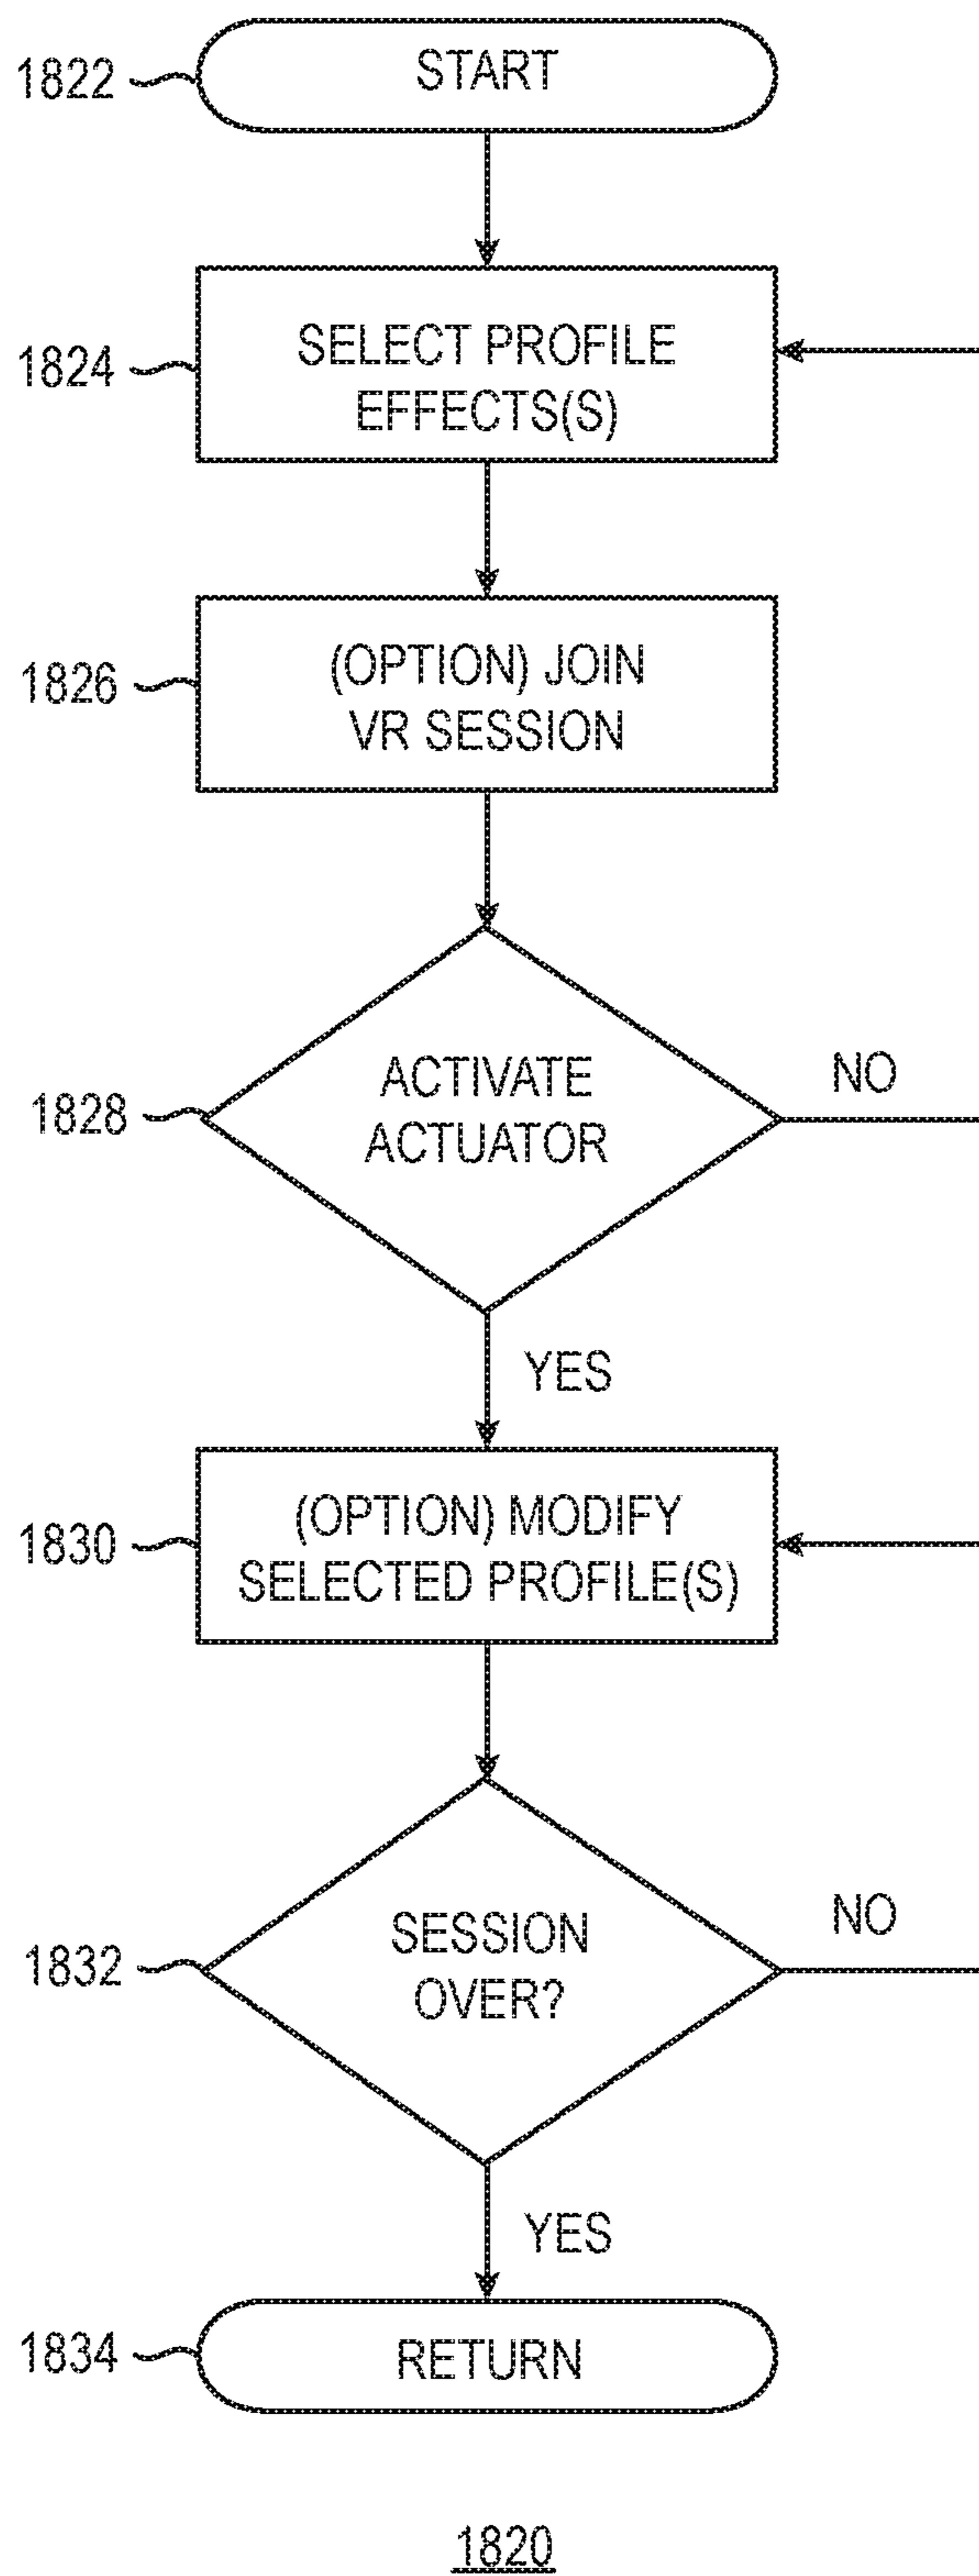 1822
START
1824
SELECT PROFILE
EFFECTS(S)
1826
(OPTION) JOIN
VR SESSION
1828
ACTIVATE
ACTUATOR
NO
YES
1830
(OPTION) MODIFY
SELECTED PROFILE(S)
1832
SESSION
OVER?
NO
YES
1834
RETURN
1820